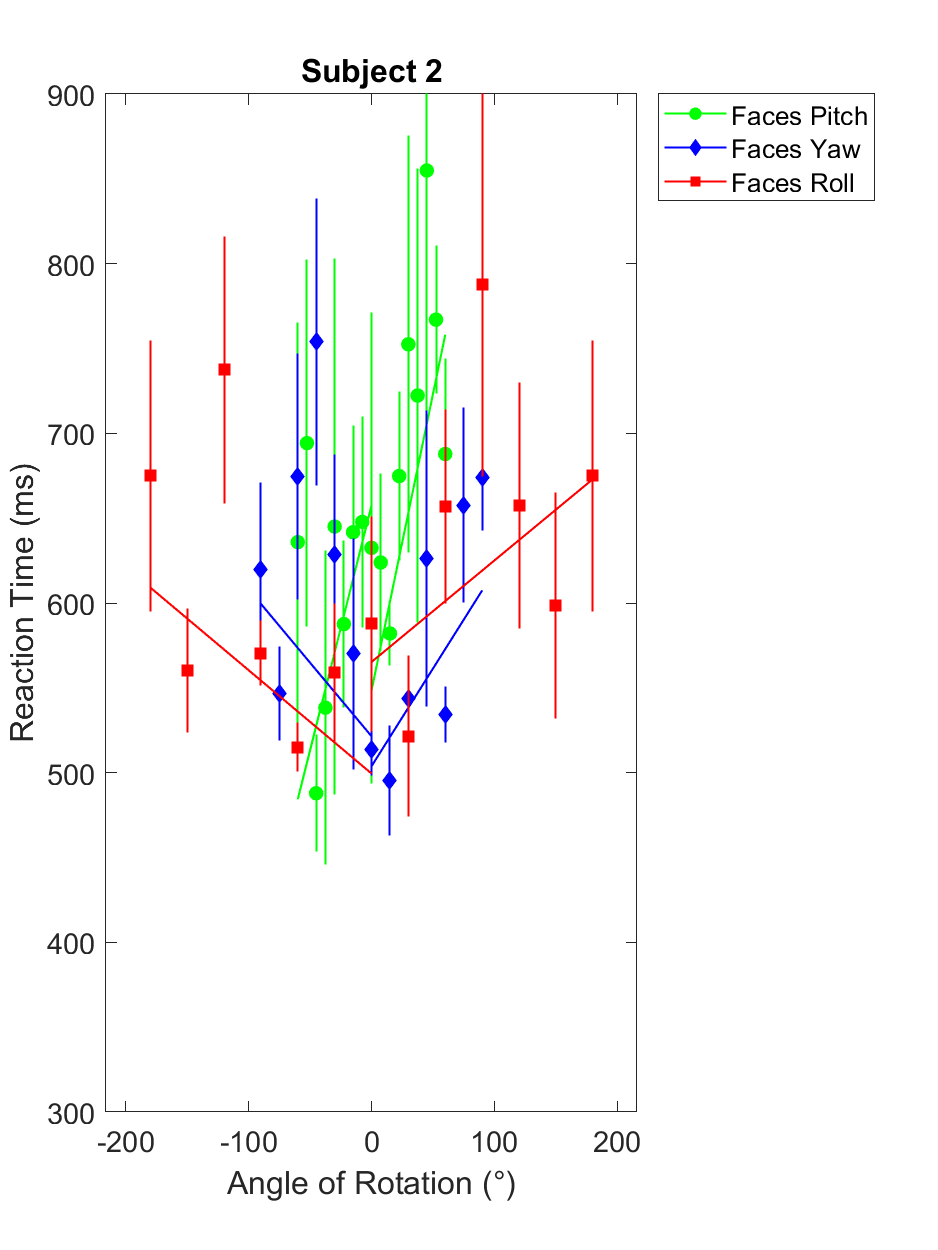 Subject 2
Faces Pitch
Faces Yaw
Faces Roll
900
800
700
600
500
400
300
Reaction Time (ms)
-200 -100 0 100 200
Angle of Rotation (°)